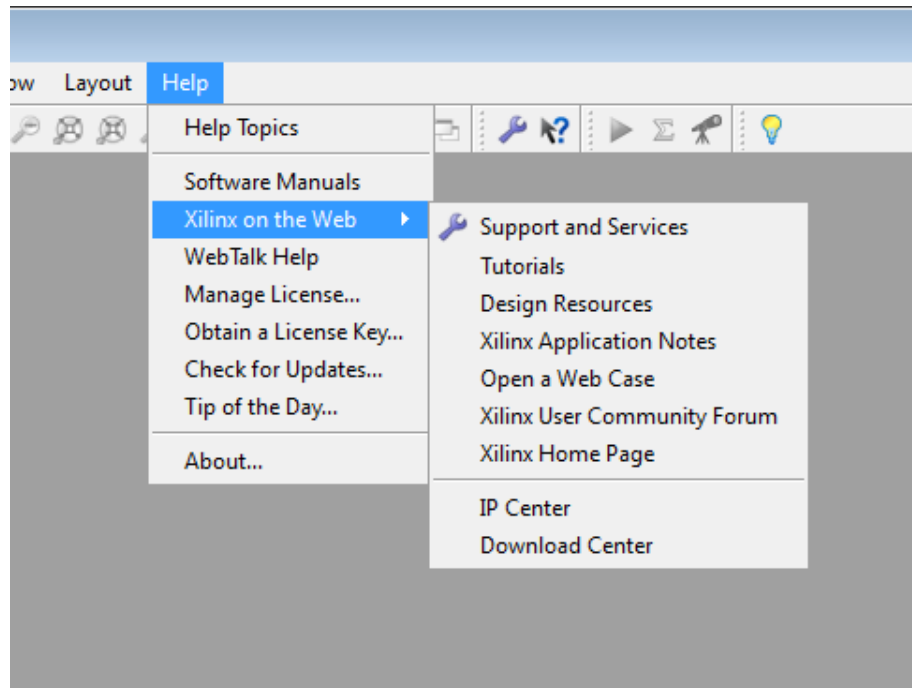 ow Layout Help
Help Topics
Software Manuals
Xilinx on the Web
WebTalk Help
Manage License...
Obtain a License Key...
Check for Updates...
Tip of the Day...
About...
Support and Services
Tutorials
Design Resources
Xilinx Application Notes
Open a Web Case
Xilinx User Community Forum
Xilinx Home Page
IP Center
Download Center